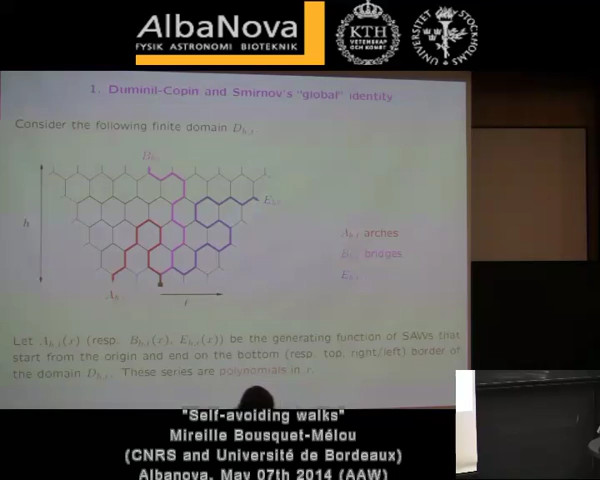 AlbaNova
FYSIK ASTRONOMI BIOTEKNIK
KTH
VETENSKAP
OCH KONST
STOCKHOLMS
UNIVERSITET
1. Duminil-Copin and Smirnov's "global" identity
Consider the following finite domain D_{h,ℓ}
h
A_{h,ℓ} arches
B_{h,ℓ} bridges
Let A_{h,ℓ}(x) (resp. B_{h,ℓ}(x), E_{h,ℓ}(x)) be the generating function of SAWs that
start from the origin and end on the bottom (resp. top, right/left) border of
the domain D_{h,ℓ}. These series are polynomials in x.
"Self-avoiding walks"
Mireille Bousquet-Mélou
(CNRS and Université de Bordeaux)
Albanova, May 07th 2014 (AAW)